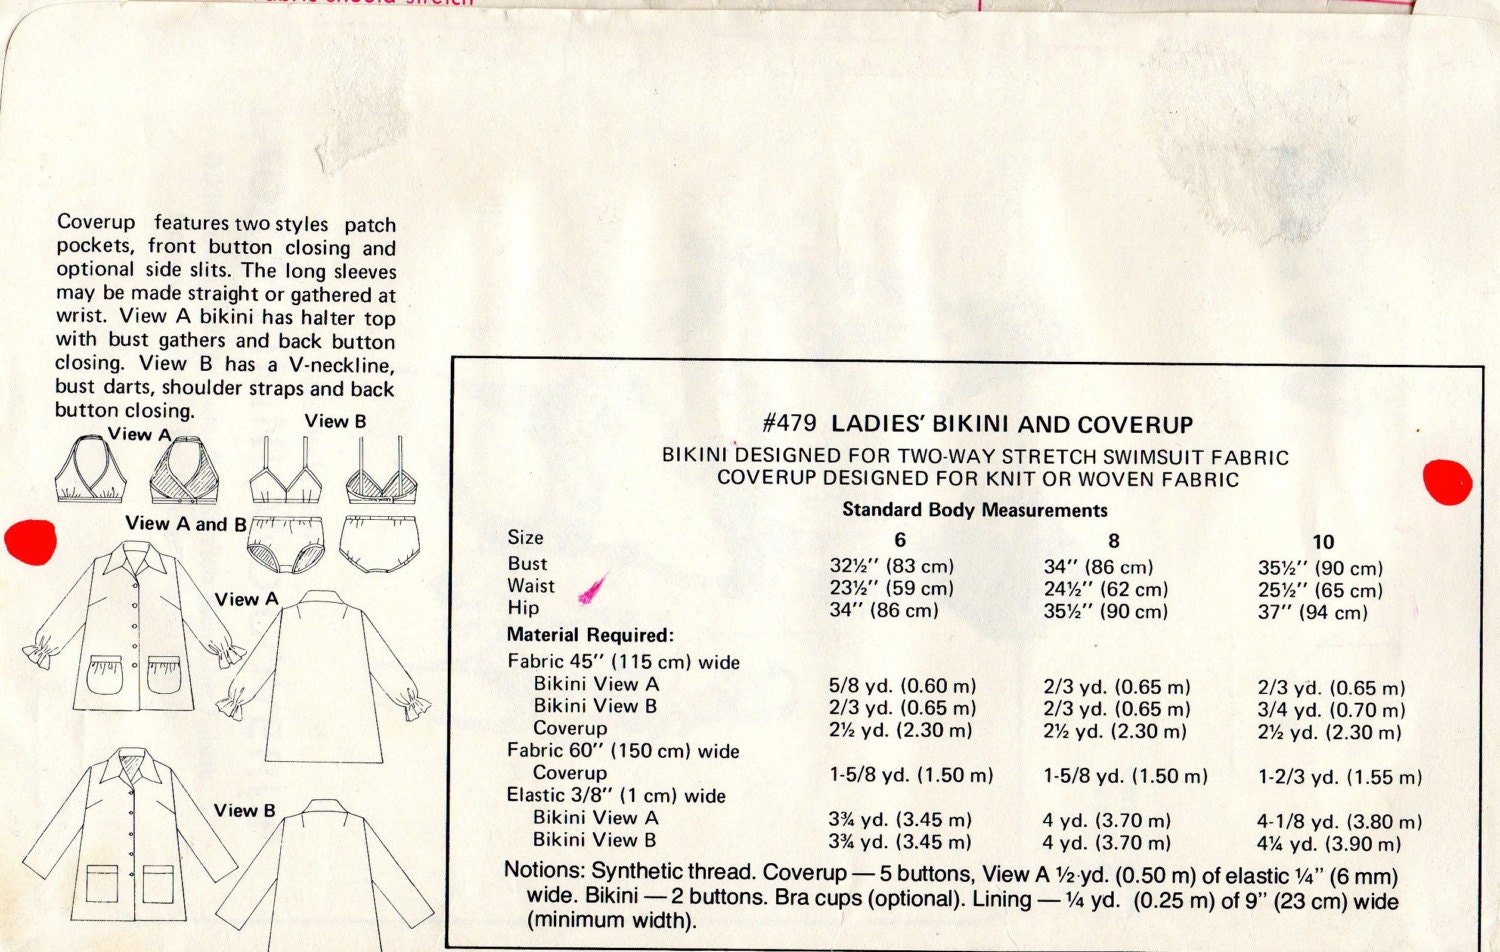 fabric should stretch
Coverup features two styles patch
pockets, front button closing and
optional side slits. The long sleeves
may be made straight or gathered at
wrist. View A bikini has halter top
with bust gathers and back button
closing. View B has a V-neckline,
bust darts, shoulder straps and back
button closing.
View A
View B
View A and B
View A
View B
#479 LADIES' BIKINI AND COVERUP
BIKINI DESIGNED FOR TWO-WAY STRETCH SWIMSUIT FABRIC
COVERUP DESIGNED FOR KNIT OR WOVEN FABRIC
Standard Body Measurements
Size 6 8 10
Bust 32½" (83 cm) 34" (86 cm) 35½" (90 cm)
Waist 23½" (59 cm) 24½" (62 cm) 25½" (65 cm)
Hip 34" (86 cm) 35½" (90 cm) 37" (94 cm)
Material Required:
Fabric 45" (115 cm) wide
Bikini View A 5/8 yd. (0.60 m) 2/3 yd. (0.65 m) 2/3 yd. (0.65 m)
Bikini View B 2/3 yd. (0.65 m) 2/3 yd. (0.65 m) 3/4 yd. (0.70 m)
Coverup 2½ yd. (2.30 m) 2½ yd. (2.30 m) 2½ yd. (2.30 m)
Fabric 60" (150 cm) wide
Coverup 1-5/8 yd. (1.50 m) 1-5/8 yd. (1.50 m) 1-2/3 yd. (1.55 m)
Elastic 3/8" (1 cm) wide
Bikini View A 3¾ yd. (3.45 m) 4 yd. (3.70 m) 4-1/8 yd. (3.80 m)
Bikini View B 3¾ yd. (3.45 m) 4 yd. (3.70 m) 4¼ yd. (3.90 m)
Notions: Synthetic thread. Coverup — 5 buttons, View A ½ yd. (0.50 m) of elastic ¼" (6 mm)
wide. Bikini — 2 buttons. Bra cups (optional). Lining — ¼ yd. (0.25 m) of 9" (23 cm) wide
(minimum width).